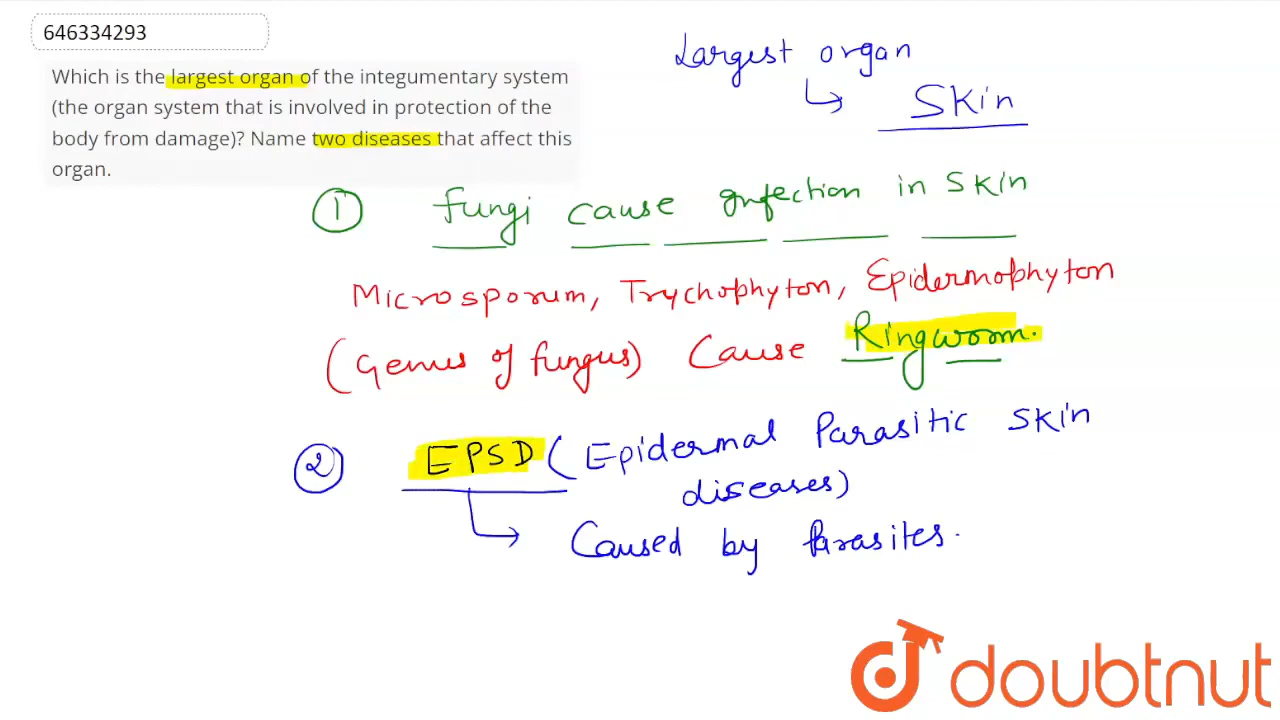 646334293
Which is the largest organ of the integumentary system
(the organ system that is involved in protection of the
body from damage)? Name two diseases that affect this
organ.
Largest organ
Skin
1 fungi cause Infection in skin
Microsporum, Trychophyton, Epidermophyton
(Genus of fungus) Cause Ringworm.
2 EPSD (Epidermal Parasitic skin
diseases)
Caused by Parasites.
doubtnut